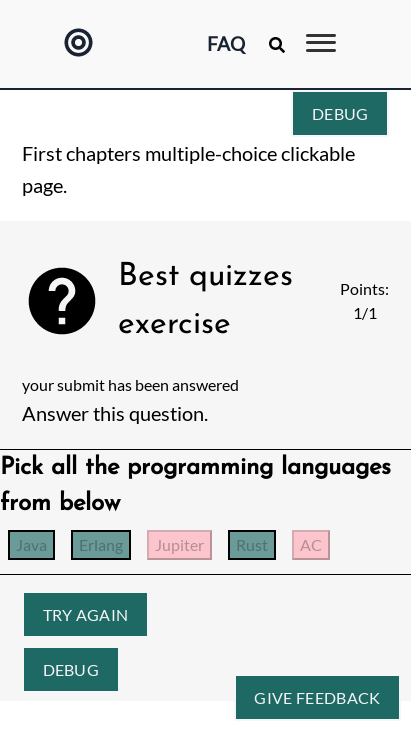 FAQ
DEBUG
First chapters multiple-choice clickable
page.
Best quizzes
exercise
Points:
1/1
your submit has been answered
Answer this question.
Pick all the programming languages
from below
Java Erlang Jupiter Rust AC
TRY AGAIN
DEBUG
GIVE FEEDBACK